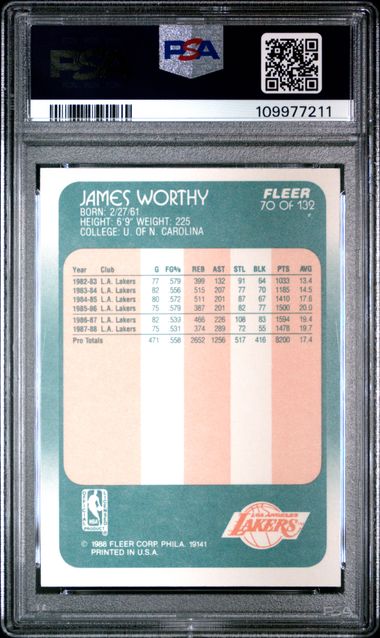 PSA
PSA
109977211
JAMES WORTHY
FLEER
BORN: 2/27/61
70 OF 132
HEIGHT: 6'9" WEIGHT: 225
COLLEGE: U. OF N. CAROLINA
Year Club G FG% REB AST STL BLK PTS AVG
1982-83 L.A. Lakers 77 579 399 132 91 64 1033 13.4
1983-84 L.A. Lakers 82 556 515 207 77 70 1185 14.5
1984-85 L.A. Lakers 80 572 511 201 87 67 1410 17.6
1985-86 L.A. Lakers 75 579 387 201 82 77 1500 20.0
1986-87 L.A. Lakers 82 539 466 226 108 83 1594 19.4
1987-88 L.A. Lakers 75 531 374 289 72 55 1478 19.7
Pro Totals 471 558 2652 1256 517 416 8200 17.4
NBA
PRODUCT
LOS ANGELES
LAKERS
© 1988 FLEER CORP. PHILA. 19141
PRINTED IN U.S.A.
PSA